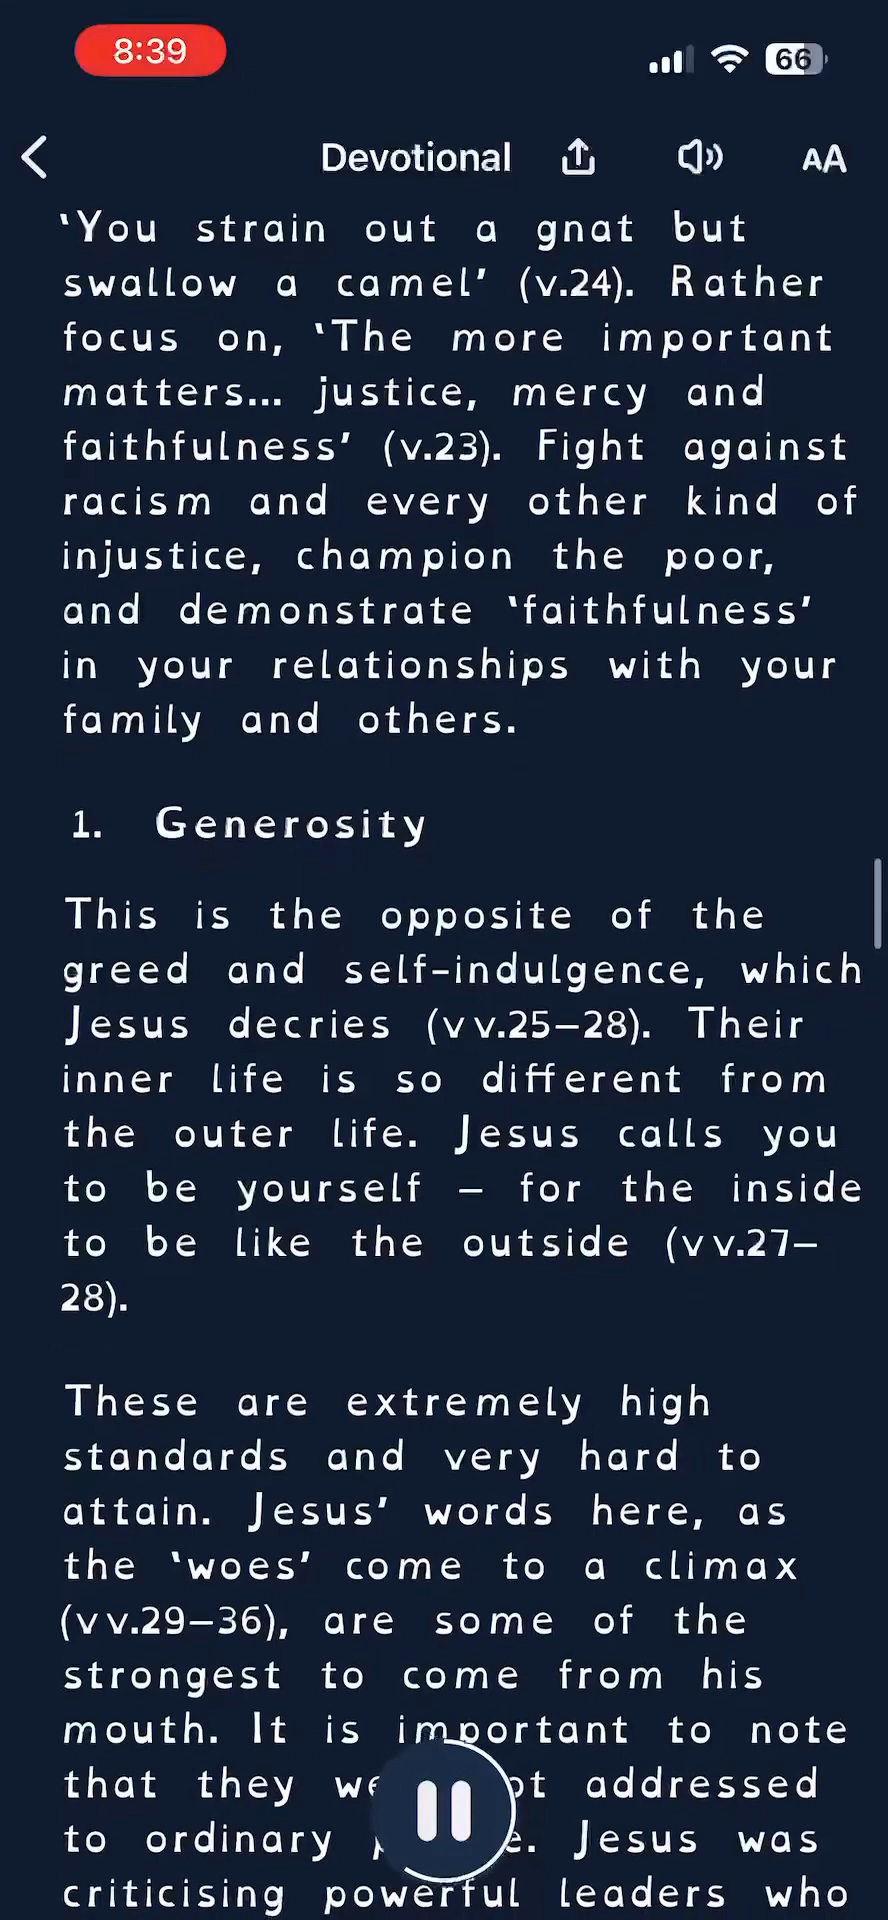 8:39
66
Devotional
AA
‘You strain out a gnat but
swallow a camel’ (v.24). Rather
focus on, ‘The more important
matters… justice, mercy and
faithfulness’ (v.23). Fight against
racism and every other kind of
injustice, champion the poor,
and demonstrate ‘faithfulness’
in your relationships with your
family and others.
1. Generosity
This is the opposite of the
greed and self-indulgence, which
Jesus decries (vv.25–28). Their
inner life is so different from
the outer life. Jesus calls you
to be yourself – for the inside
to be like the outside (vv.27–
28).
These are extremely high
standards and very hard to
attain. Jesus’ words here, as
the ‘woes’ come to a climax
(vv.29–36), are some of the
strongest to come from his
mouth. It is important to note
that they addressed
to ordinary Jesus was
criticising powerful leaders who